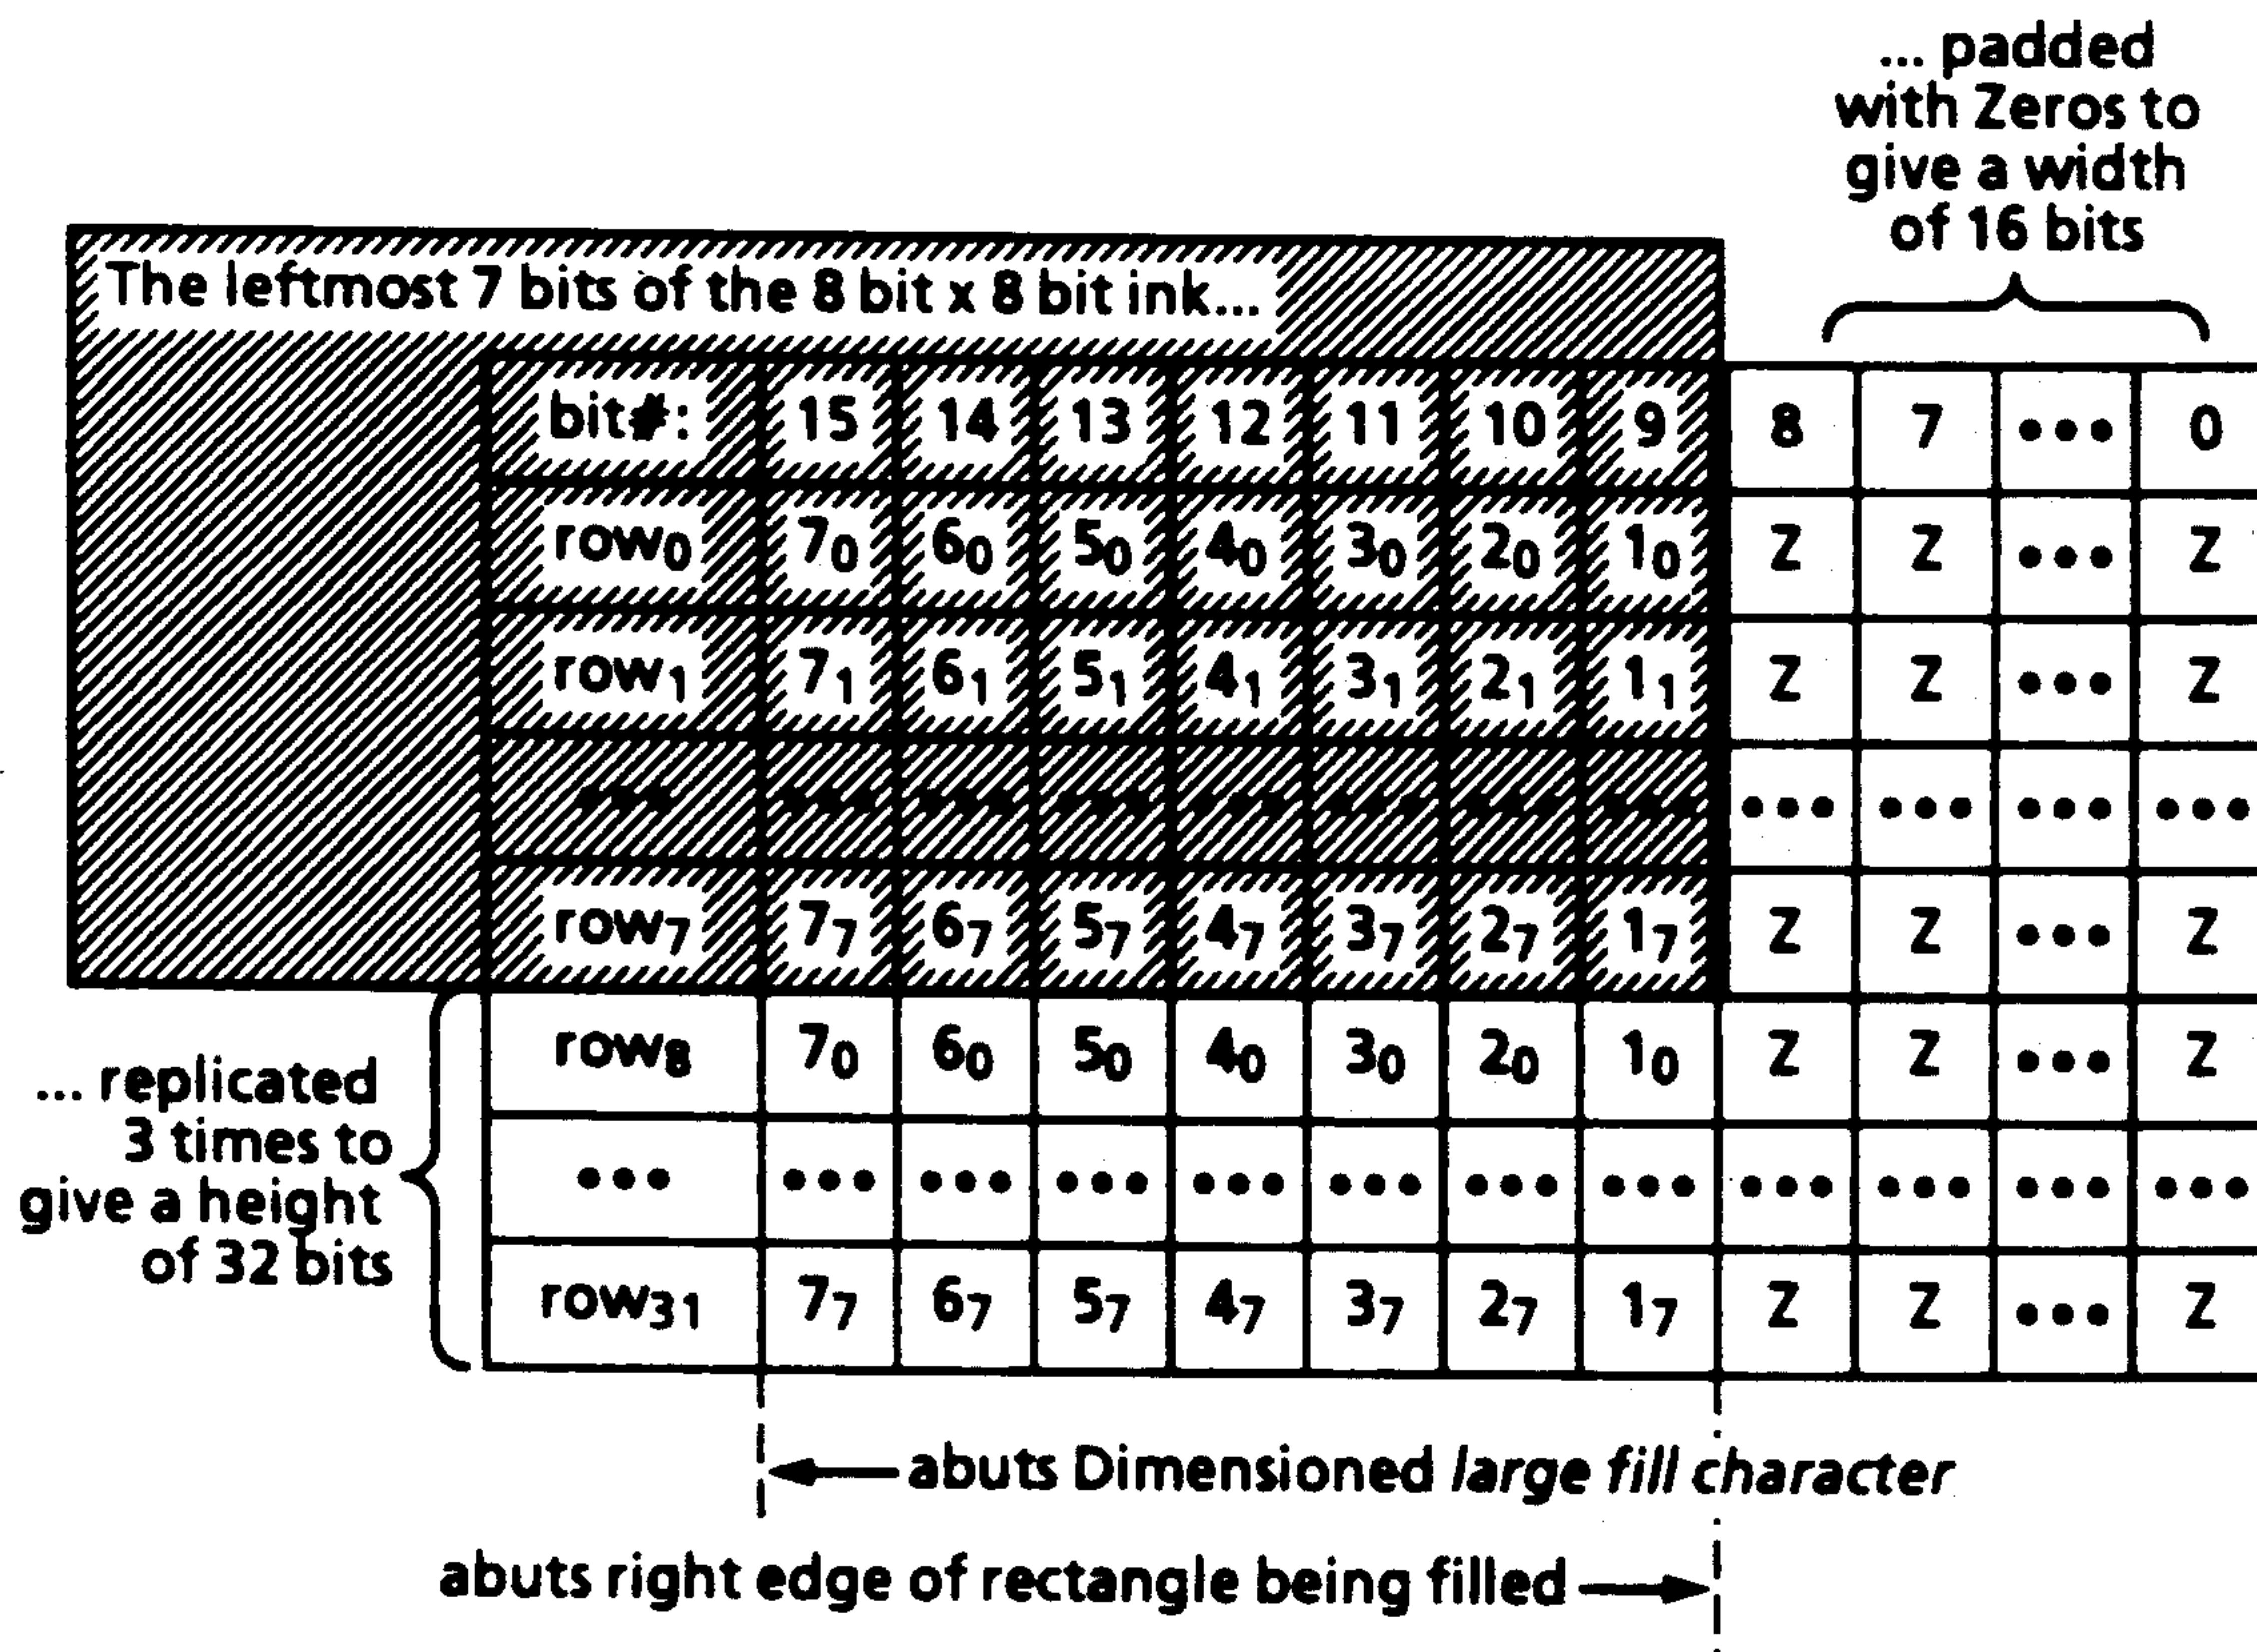 ... padded
with Zeros to
give a width
of 16 bits
The leftmost 7 bits of the 8 bit x 8 bit ink...
bit#: 15 14 13 12 11 10 9 8 7 ••• 0
row0 70 60 50 40 30 20 10 Z Z ••• Z
row1 71 61 51 41 31 21 11 Z Z ••• Z
••• ••• ••• ••• ••• ••• ••• ••• ••• ••• ••• •••
row7 77 67 57 47 37 27 17 Z Z ••• Z
row8 70 60 50 40 30 20 10 Z Z ••• Z
••• ••• ••• ••• ••• ••• ••• ••• ••• ••• ••• •••
row31 77 67 57 47 37 27 17 Z Z ••• Z
... replicated
3 times to
give a height
of 32 bits
abuts Dimensioned large fill character
abuts right edge of rectangle being filled